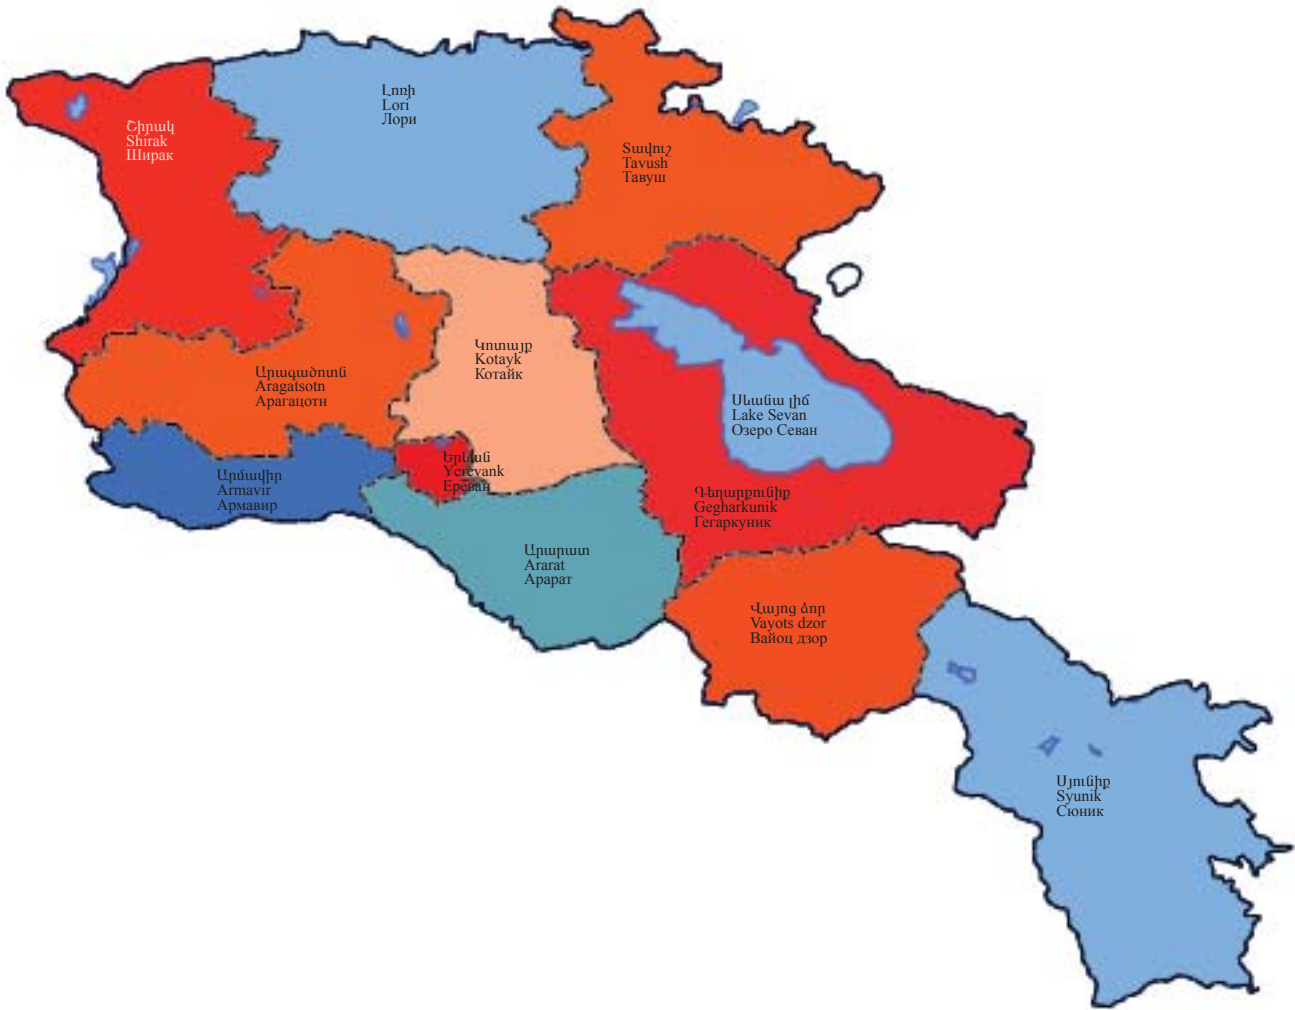 Լոռի
Lori
Лори
Շիրակ
Shirak
Ширак
Տավուշ
Tavush
Тавуш
Կոտայք
Kotayk
Котайк
Արագածոտն
Aragatsotn
Арагацотн
Սևանա լիճ
Lake Sevan
Озеро Севан
Երևան
Yerevank
Ереван
Արմավիր
Armavir
Армавир
Գեղարքունիք
Gegharkunik
Гегаркуник
Արարատ
Ararat
Арарат
Վայոց ձոր
Vayots dzor
Вайоц дзор
Սյունիք
Syunik
Сюник